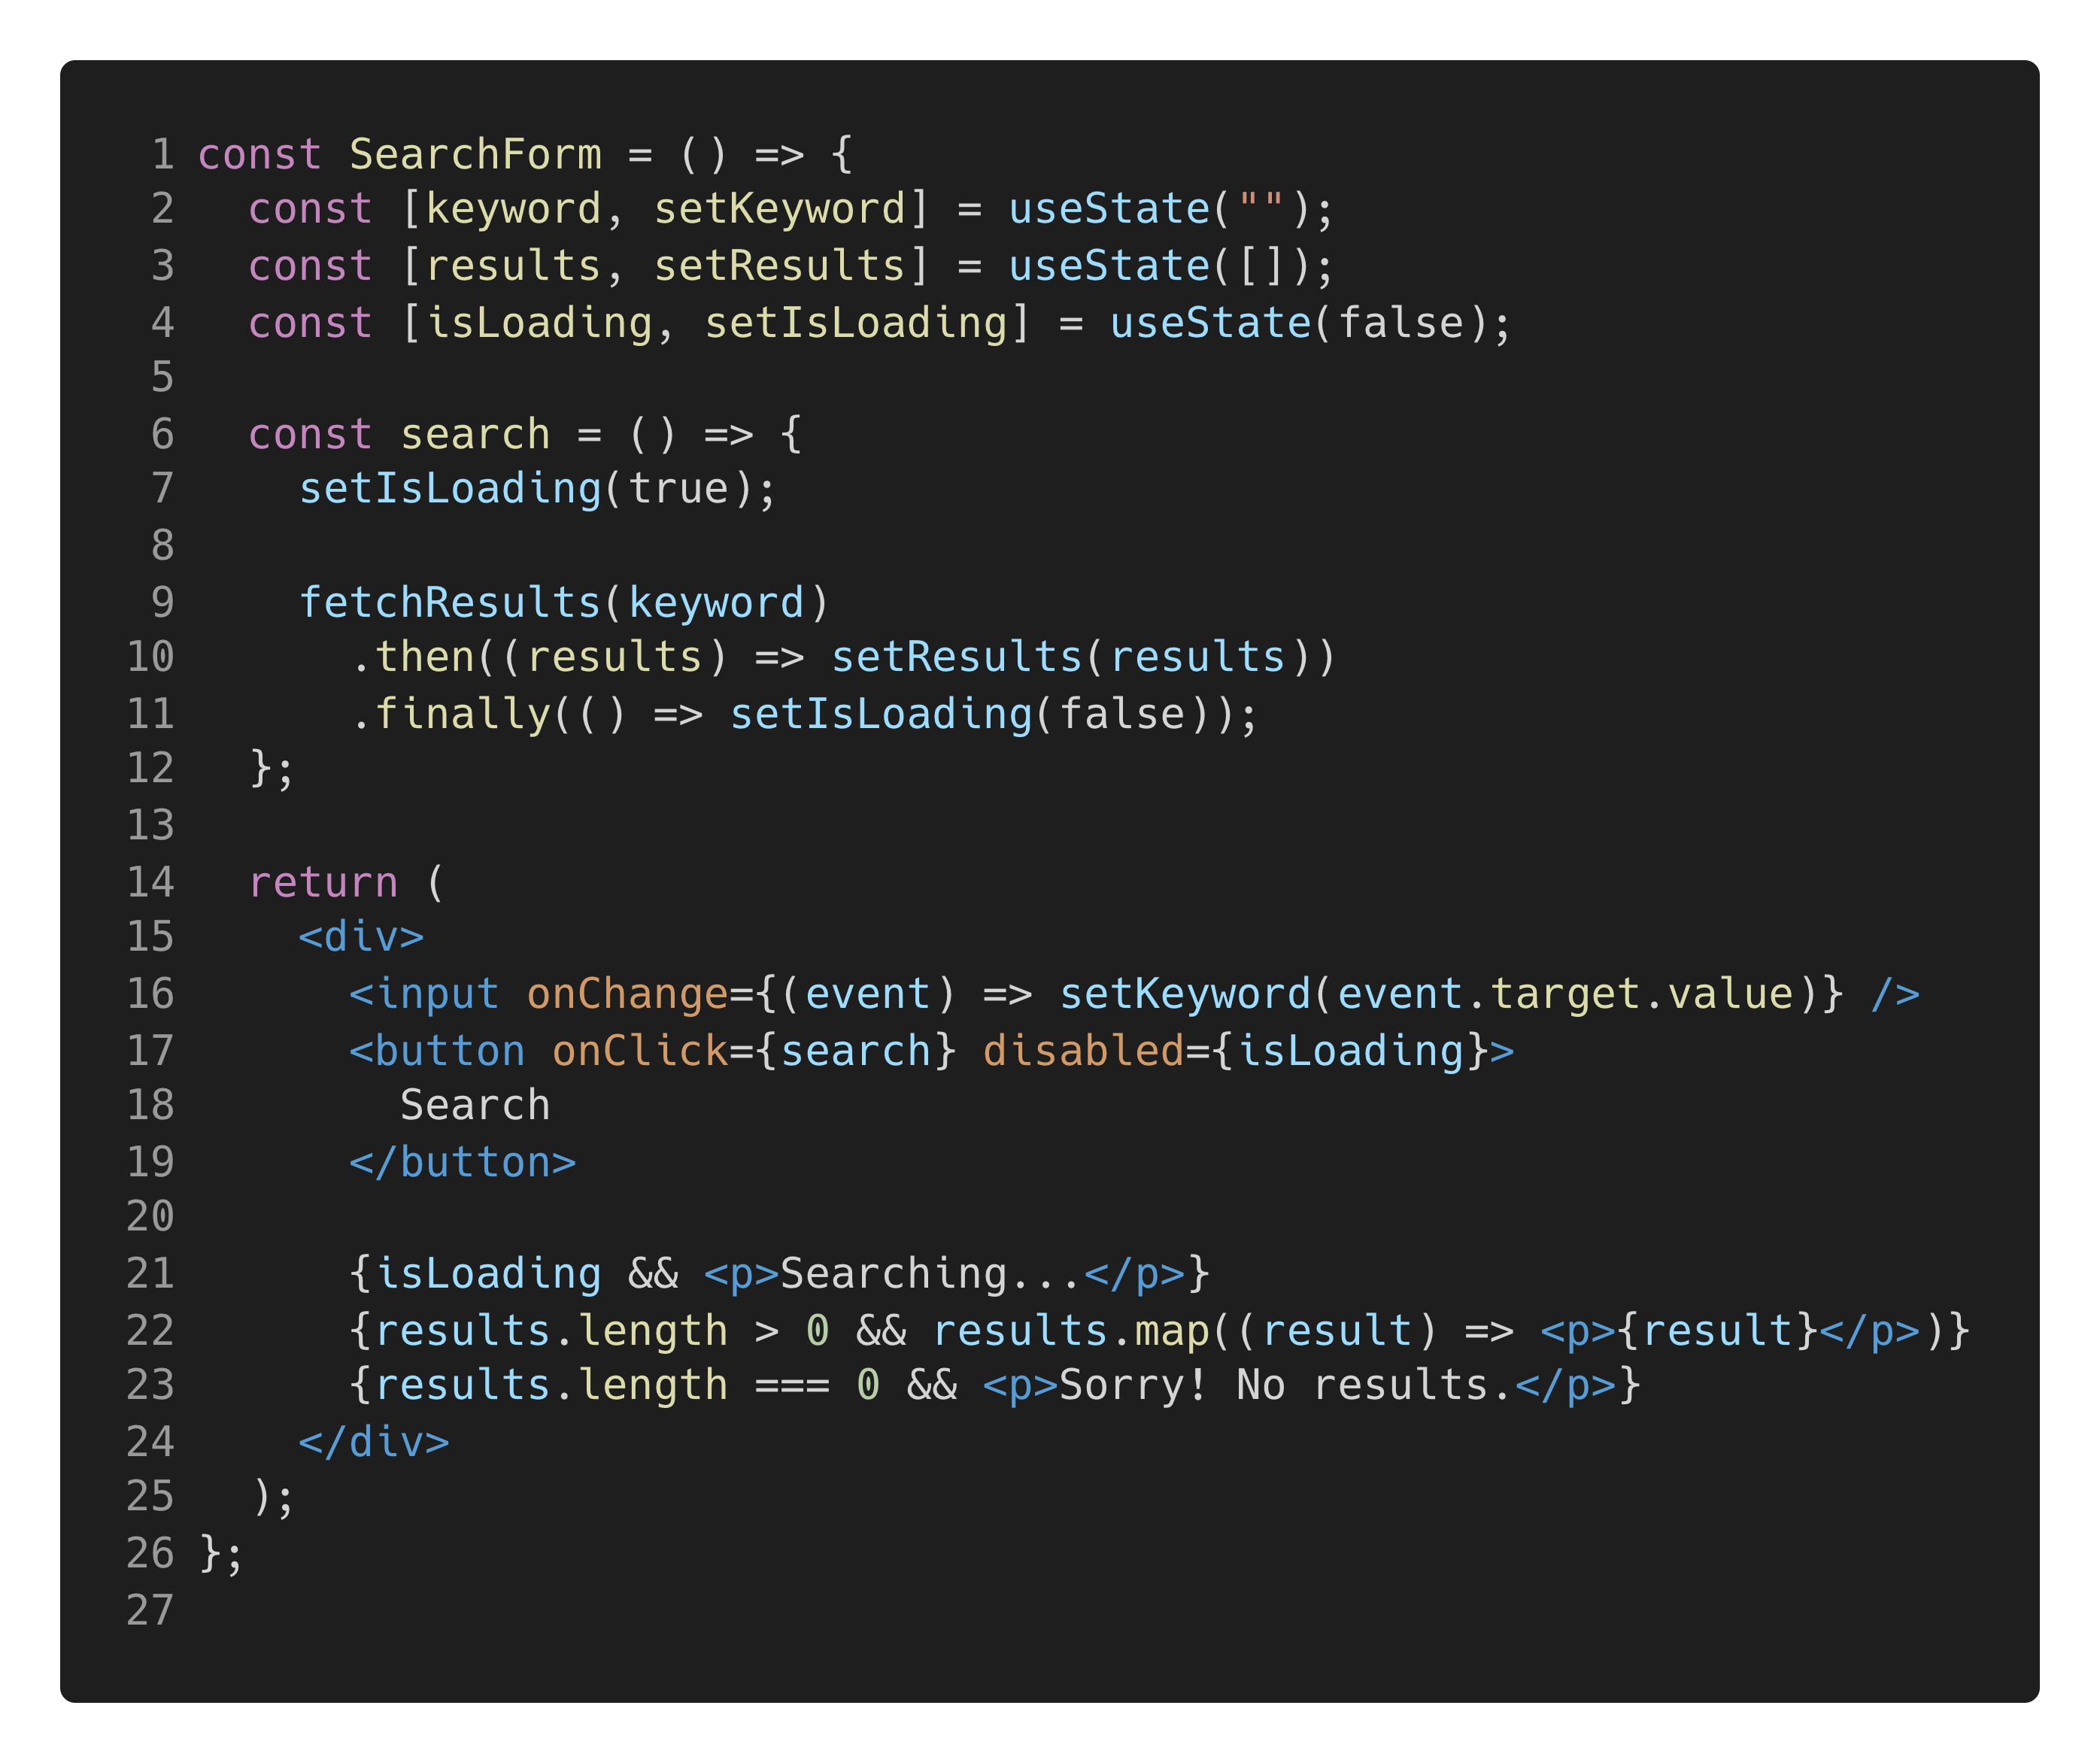 1 const SearchForm = () => {
2   const [keyword, setKeyword] = useState("");
3   const [results, setResults] = useState([]);
4   const [isLoading, setIsLoading] = useState(false);
5
6   const search = () => {
7     setIsLoading(true);
8
9     fetchResults(keyword)
10       .then((results) => setResults(results))
11       .finally(() => setIsLoading(false));
12   };
13
14   return (
15     <div>
16       <input onChange={(event) => setKeyword(event.target.value)} />
17       <button onClick={search} disabled={isLoading}>
18         Search
19       </button>
20
21       {isLoading && <p>Searching...</p>}
22       {results.length > 0 && results.map((result) => <p>{result}</p>)}
23       {results.length === 0 && <p>Sorry! No results.</p>}
24     </div>
25   );
26 };
27